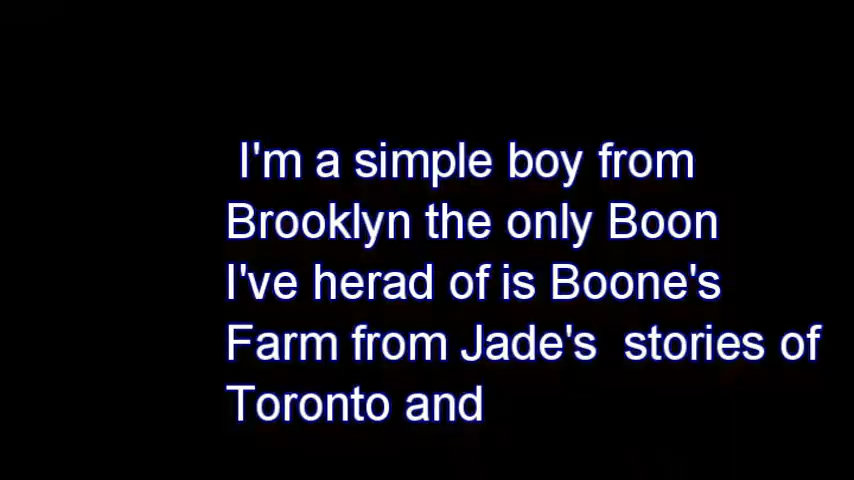 I'm a simple boy from
Brooklyn the only Boon
I've herad of is Boone's
Farm from Jade's  stories of
Toronto and